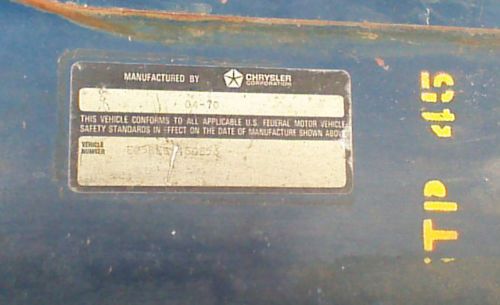 MANUFACTURED BY CHRYSLER
CORPORATION
04-70
THIS VEHICLE CONFORMS TO ALL APPLICABLE U.S. FEDERAL MOTOR VEHICLE
SAFETY STANDARDS IN EFFECT ON THE DATE OF MANUFACTURE SHOWN ABOVE
VEHICLE
NUMBER
TP